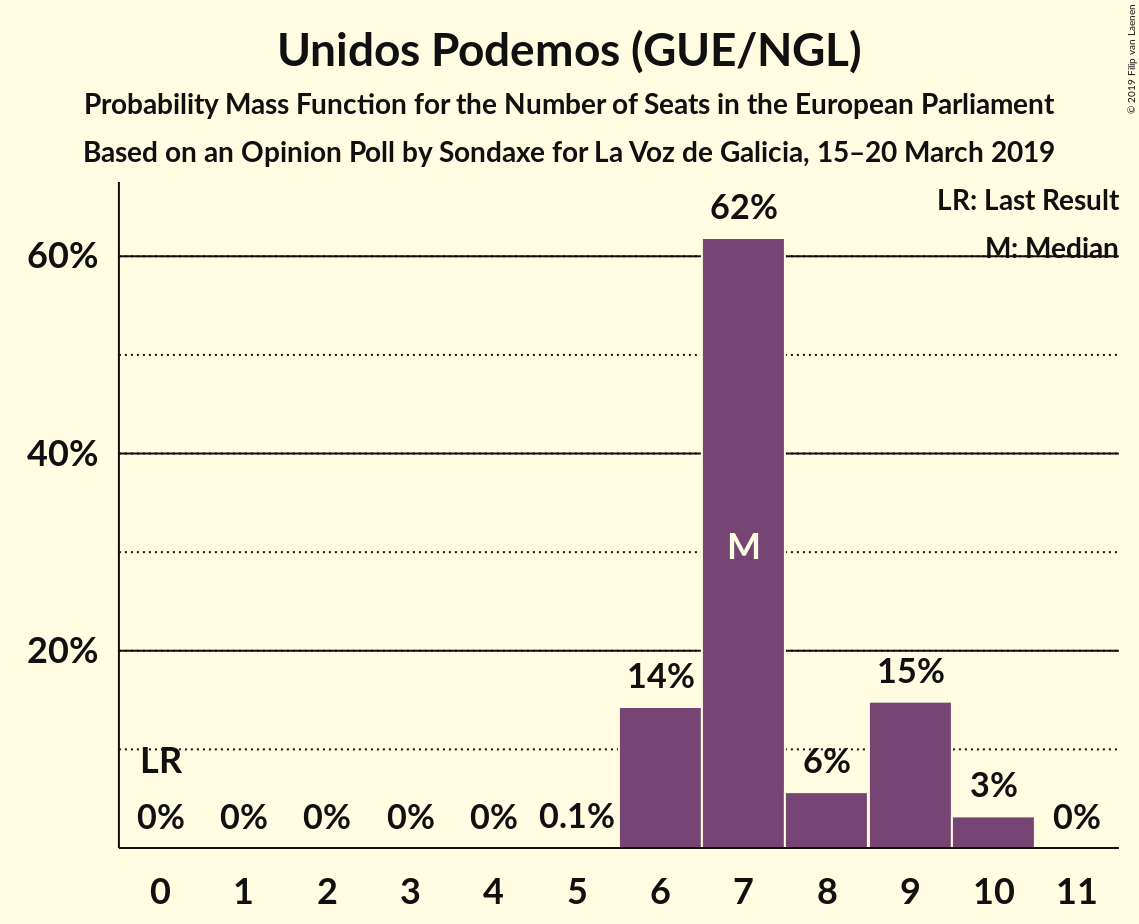 Unidos Podemos (GUE/NGL)
Probability Mass Function for the Number of Seats in the European Parliament
Based on an Opinion Poll by Sondaxe for La Voz de Galicia, 15–20 March 2019
© 2019 Filip van Laenen
LR: Last Result
M: Median
62%
60%
40%
M
20%
14%
15%
LR
6%
3%
0% 0% 0% 0% 0% 0.1% 0%
0 1 2 3 4 5 6 7 8 9 10 11